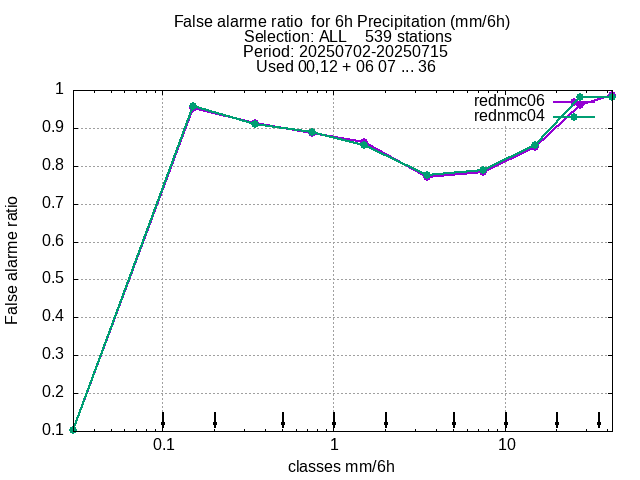 False alarme ratio  for 6h Precipitation (mm/6h)
Selection: ALL    539 stations
Period: 20250702-20250715
Used 00,12 + 06 07 ... 36
rednmc06
rednmc04
1
0.9
0.8
0.7
0.6
0.5
0.4
0.3
0.2
0.1
False alarme ratio
0.1 1 10
classes mm/6h